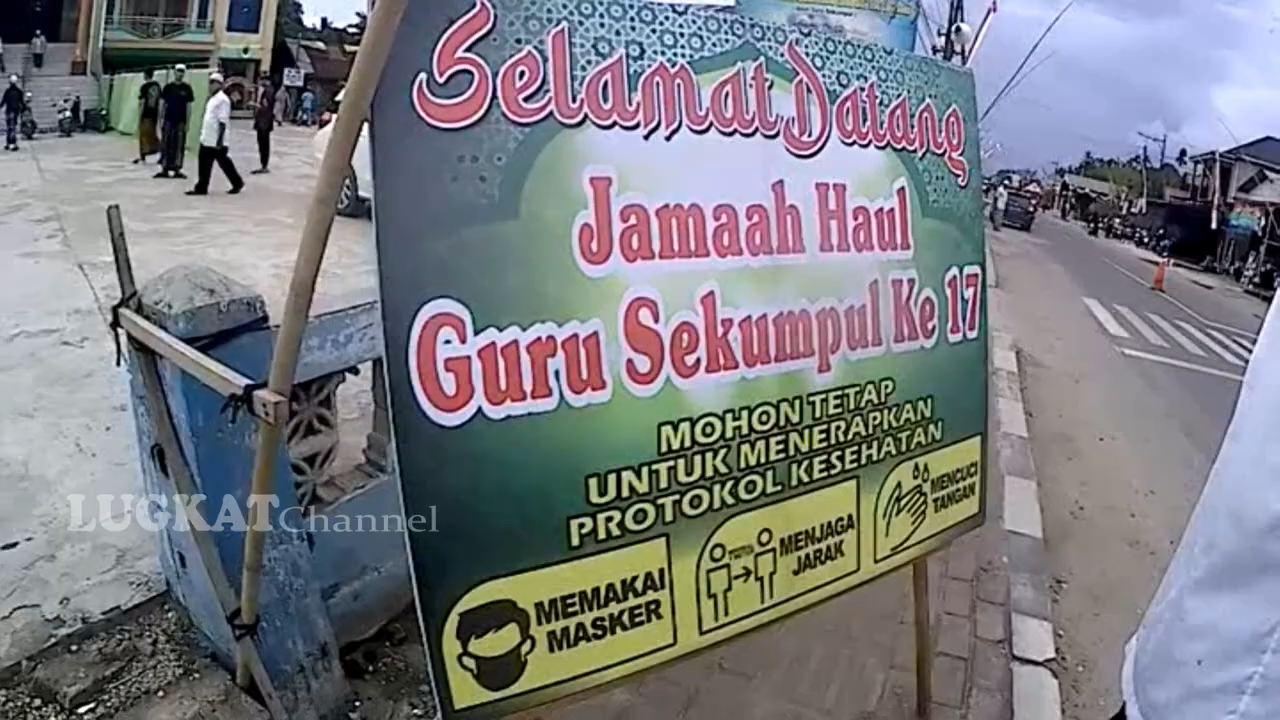 Selamat Datang
Jamaah Haul
Guru Sekumpul Ke 17
MOHON TETAP
UNTUK MENERAPKAN
PROTOKOL KESEHATAN
MEMAKAI
MASKER
MENJAGA
JARAK
MENCUCI
TANGAN
LUGKAT Channel